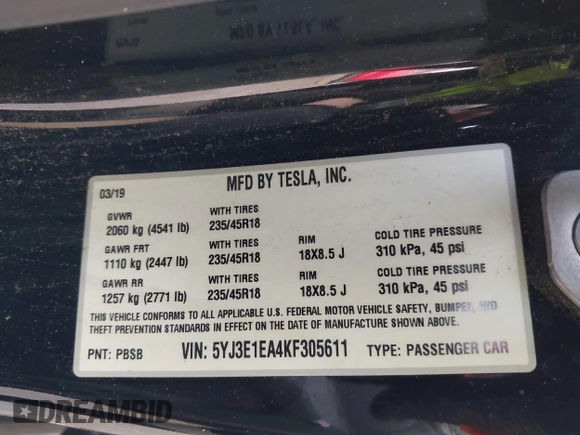 03/19 MFD BY TESLA, INC.
GVWR WITH TIRES
2060 kg (4541 lb) 235/45R18
GAWR FRT WITH TIRES RIM COLD TIRE PRESSURE
1110 kg (2447 lb) 235/45R18 18X8.5 J 310 kPa, 45 psi
GAWR RR WITH TIRES RIM COLD TIRE PRESSURE
1257 kg (2771 lb) 235/45R18 18X8.5 J 310 kPa, 45 psi
THIS VEHICLE CONFORMS TO ALL APPLICABLE U.S. FEDERAL MOTOR VEHICLE SAFETY, BUMPER, AND
THEFT PREVENTION STANDARDS IN EFFECT ON DATE OF MANUFACTURE SHOWN ABOVE.
PNT: PBSB VIN: 5YJ3E1EA4KF305611 TYPE: PASSENGER CAR
DREAMBID